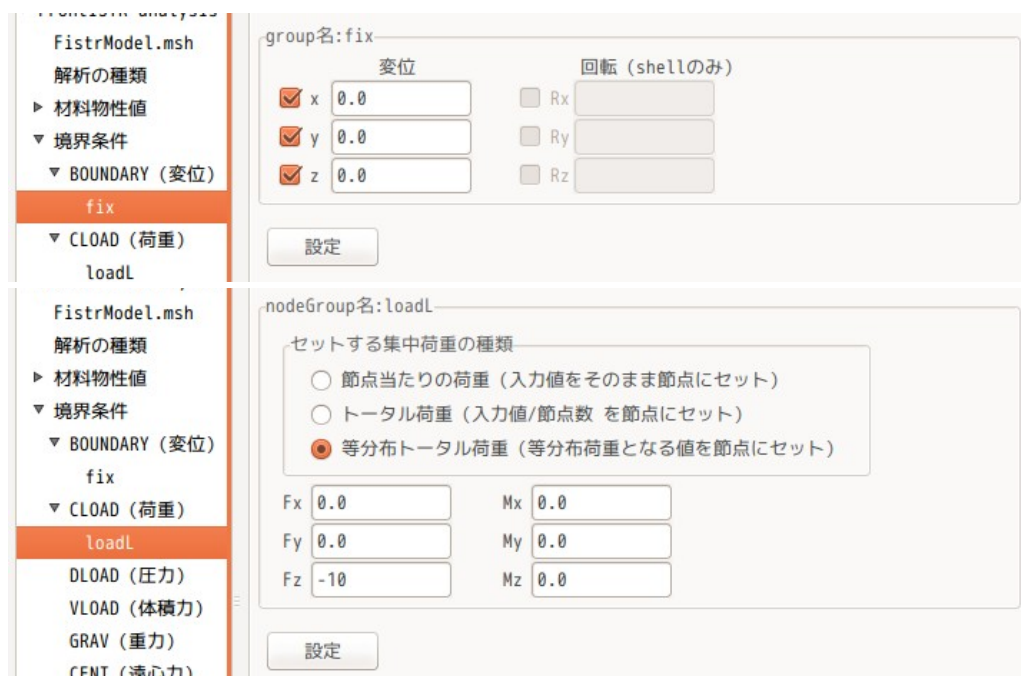 FistrModel.msh
解析の種類
材料物性値
境界条件
BOUNDARY (変位)
fix
CLOAD (荷重)
loadL
group名:fix
変位 回転 (shellのみ)
x 0.0 Rx
y 0.0 Ry
z 0.0 Rz
設定
FistrModel.msh
解析の種類
材料物性値
境界条件
BOUNDARY (変位)
fix
CLOAD (荷重)
loadL
DLOAD (圧力)
VLOAD (体積力)
GRAV (重力)
CENT (遠心力)
nodeGroup名:loadL
セットする集中荷重の種類
節点当たりの荷重 (入力値をそのまま節点にセット)
トータル荷重 (入力値/節点数 を節点にセット)
等分布トータル荷重 (等分布荷重となる値を節点にセット)
Fx 0.0 Mx 0.0
Fy 0.0 My 0.0
Fz -10 Mz 0.0
設定